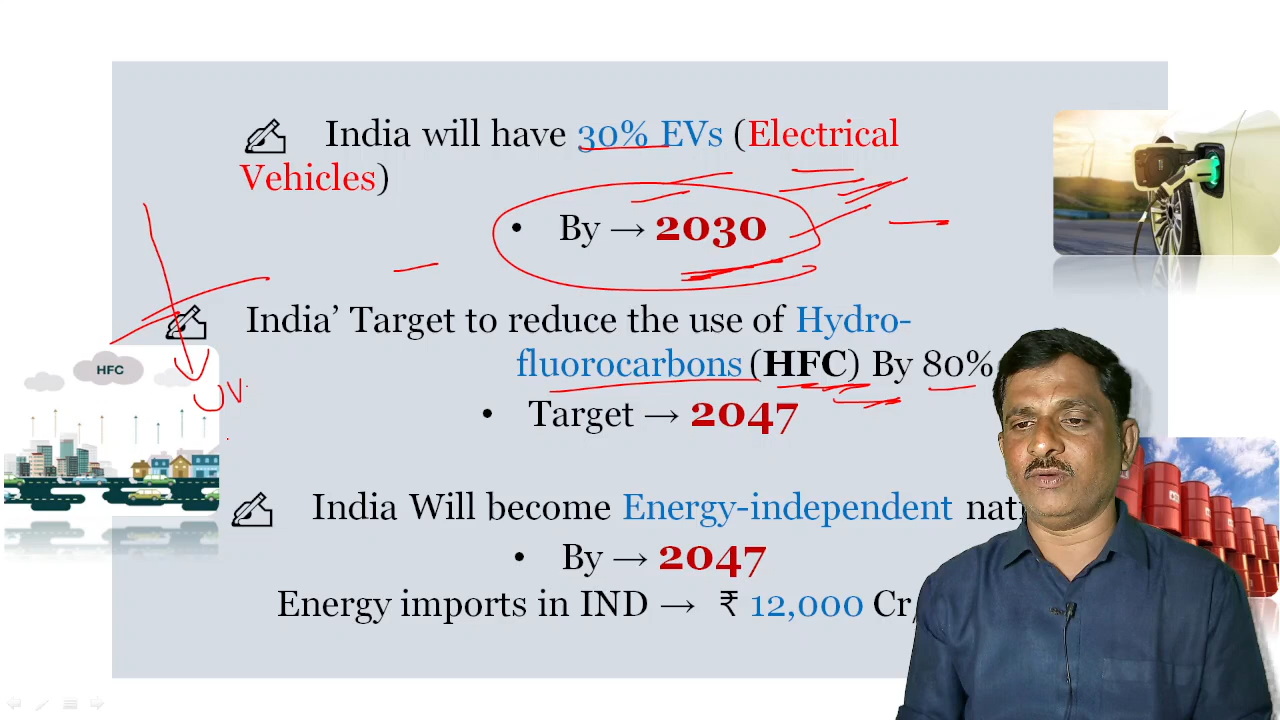 India will have 30% EVs (Electrical
Vehicles)
• By → 2030
India’ Target to reduce the use of Hydro-
fluorocarbons (HFC) By 80%
• Target → 2047
HFC
UV
India Will become Energy-independent
• By → 2047
Energy imports in IND → ₹ 12,000 Cr